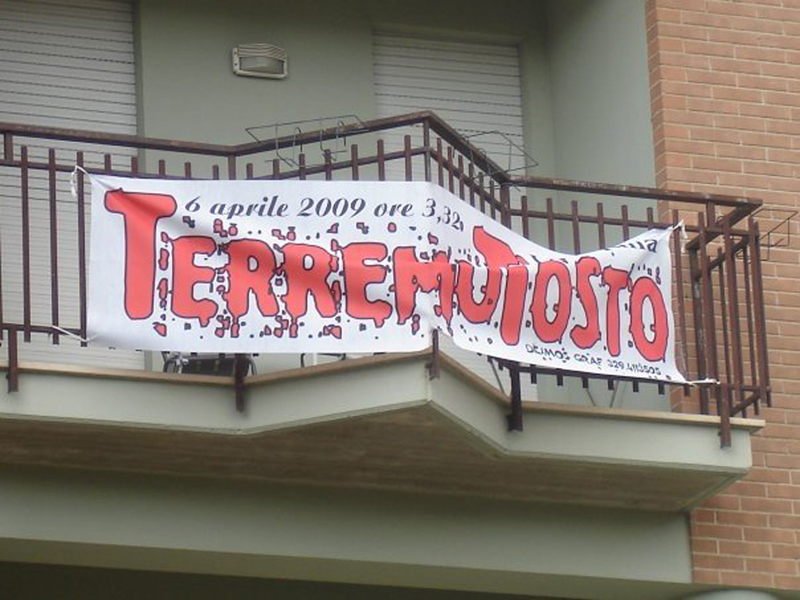 6 aprile 2009 ore 3,32
TERREMUTOSTO
DEIMOS GRAF